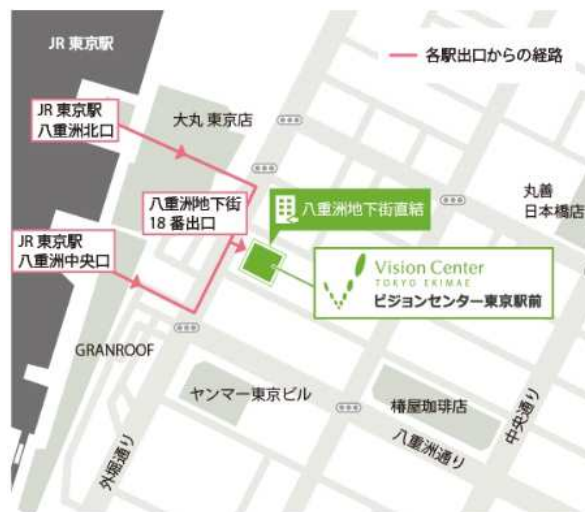 JR 東京駅
各駅出口からの経路
JR 東京駅
八重洲北口
大丸 東京店
八重洲地下街
18 番出口
八重洲地下街直結
丸善
日本橋店
JR 東京駅
八重洲中央口
Vision Center
TOKYO EKIMAE
ビジョンセンター東京駅前
GRANROOF
ヤンマー東京ビル
椿屋珈琲店
外堀通り
八重洲通り
中央通り